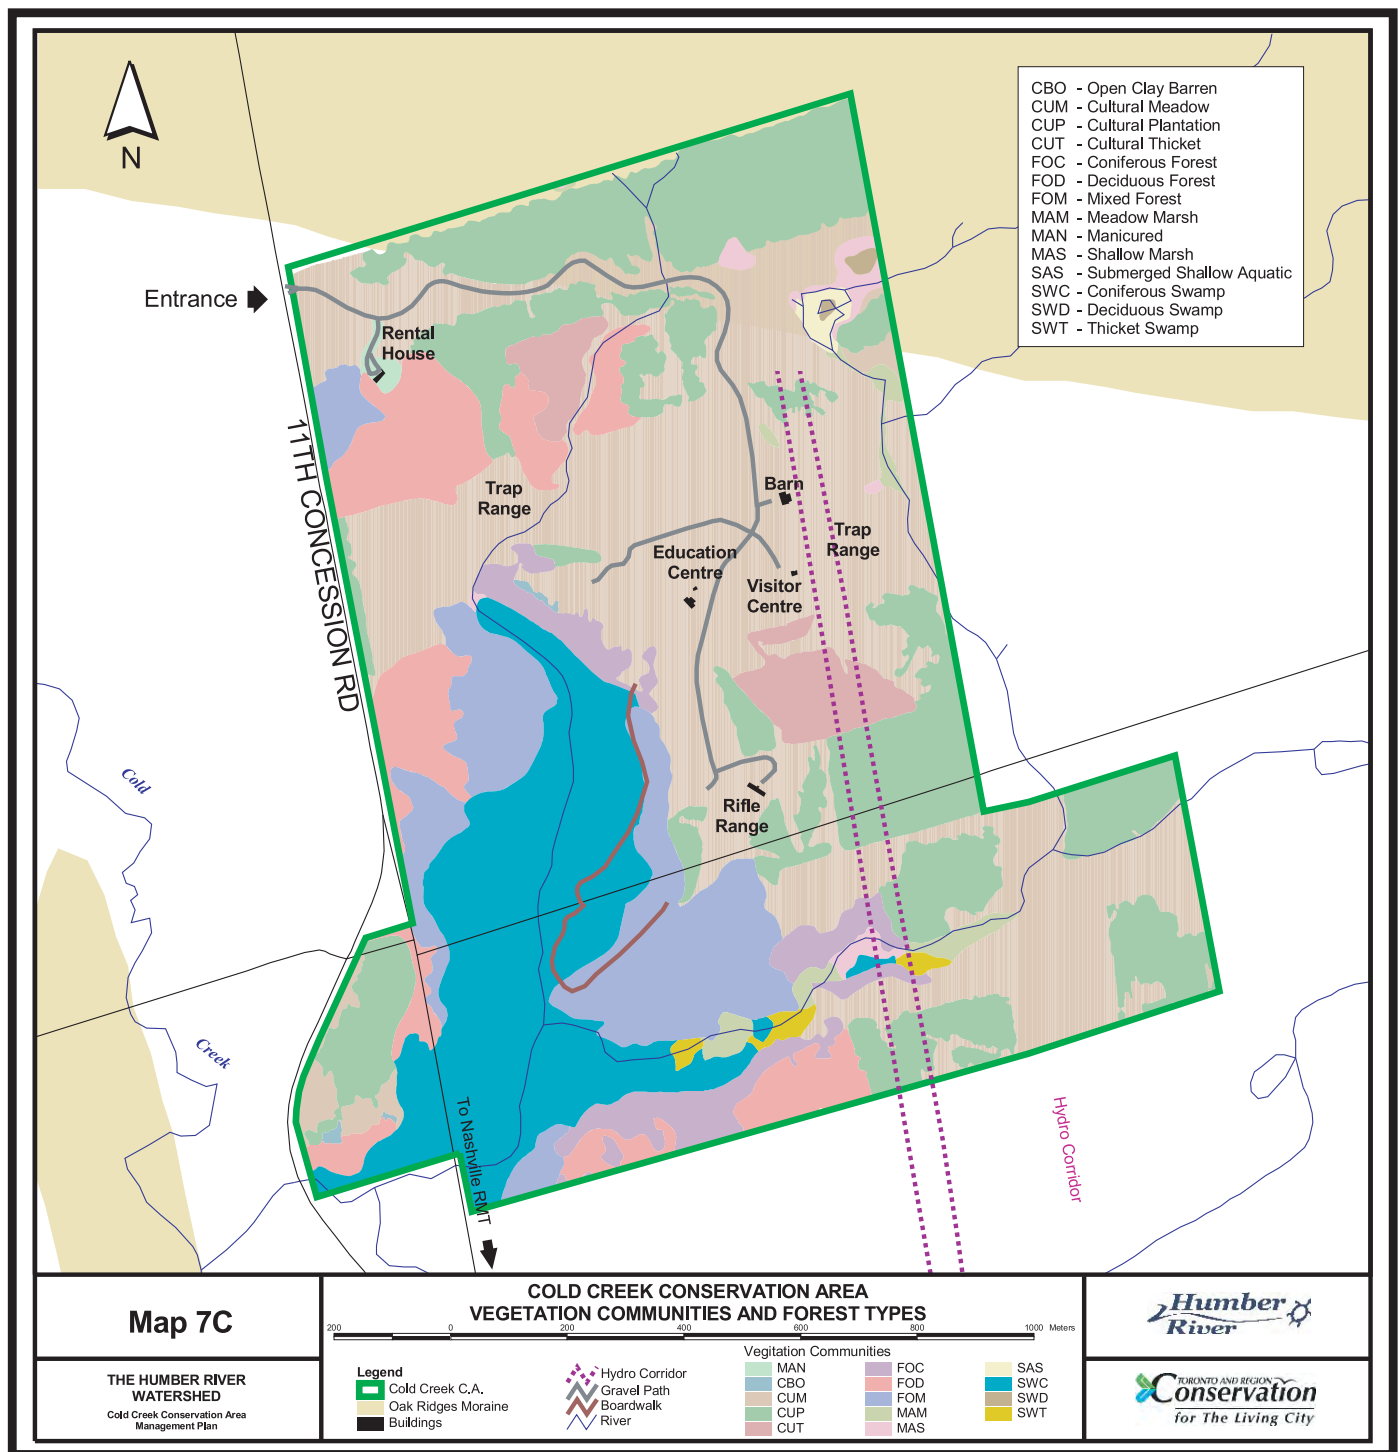 CBO - Open Clay Barren
CUM - Cultural Meadow
CUP - Cultural Plantation
CUT - Cultural Thicket
FOC - Coniferous Forest
FOD - Deciduous Forest
FOM - Mixed Forest
MAM - Meadow Marsh
MAN - Manicured
MAS - Shallow Marsh
SAS - Submerged Shallow Aquatic
SWC - Coniferous Swamp
SWD - Deciduous Swamp
SWT - Thicket Swamp
N
Entrance
Rental
House
11TH CONCESSION RD
Trap
Range
Barn
Trap
Range
Education
Centre
Visitor
Centre
Rifle
Range
Cold
Creek
To Nashville RMT
Hydro Corridor
Map 7C
THE HUMBER RIVER
WATERSHED
Cold Creek Conservation Area
Management Plan
COLD CREEK CONSERVATION AREA
VEGETATION COMMUNITIES AND FOREST TYPES
200 0 200 400 600 800 1000 Meters
Legend
Cold Creek C.A.
Oak Ridges Moraine
Buildings
Hydro Corridor
Gravel Path
Boardwalk
River
Vegitation Communities
MAN
CBO
CUM
CUP
CUT
FOC
FOD
FOM
MAM
MAS
SAS
SWC
SWD
SWT
Humber
River
TORONTO AND REGION
Conservation
for The Living City